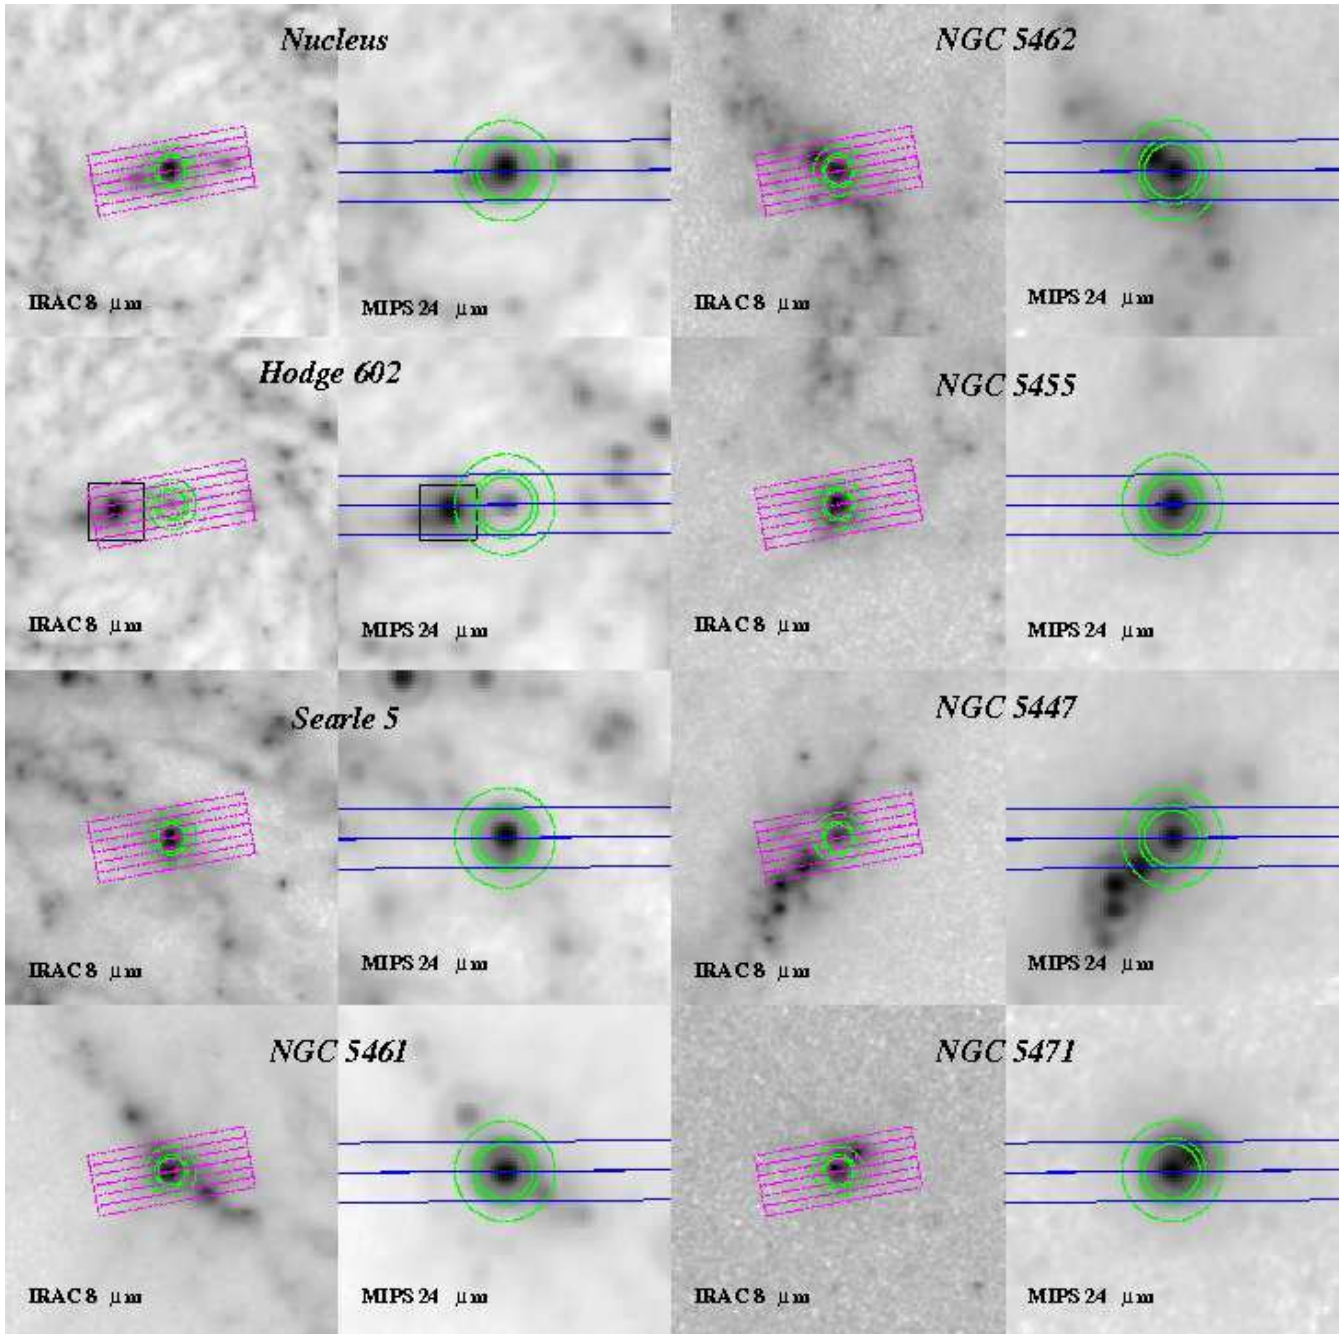 Nucleus
NGC 5462
IRAC 8 μm
MIPS 24 μm
IRAC 8 μm
MIPS 24 μm
Hodge 602
NGC 5455
IRAC 8 μm
MIPS 24 μm
IRAC 8 μm
MIPS 24 μm
Searle 5
NGC 5447
IRAC 8 μm
MIPS 24 μm
IRAC 8 μm
MIPS 24 μm
NGC 5461
NGC 5471
IRAC 8 μm
MIPS 24 μm
IRAC 8 μm
MIPS 24 μm